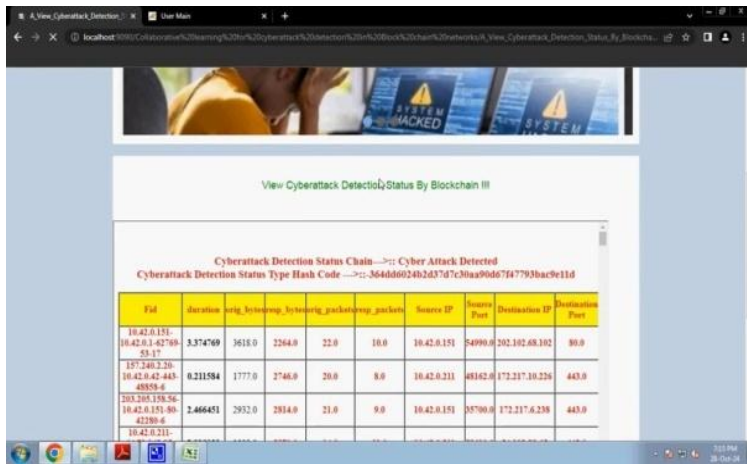 A_View_Cyberattack_Detection_S
User Main
localhost:9090/Collaborative%20learning%20for%20cyberattack%20detection%20in%20Block%20chain%20networks/A_View_Cyberattack_Detection_Status_By_Blockcha...
SYSTEM
HACKED
SYSTEM
View Cyberattack Detection Status By Blockchain !!!
Cyberattack Detection Status Chain--->:: Cyber Attack Detected
Cyberattack Detection Status Type Hash Code --->::-364dd6024b2d37d7c30aa90d67f47793bac9e11d
Fid duration orig_bytes resp_bytes orig_packets resp_packets Source IP Source Port Destination IP Destination Port
10.42.0.151-
10.42.0.1-62769-
53-17
3.374769 3618.0 2264.0 22.0 10.0 10.42.0.151 54990.0 202.102.68.102 80.0
157.240.2.20-
10.42.0.42-443-
48858-6
0.211584 1777.0 2746.0 20.0 8.0 10.42.0.211 48162.0 172.217.10.226 443.0
203.205.158.56-
10.42.0.151-80-
42280-6
2.466451 2932.0 2814.0 21.0 9.0 10.42.0.151 35700.0 172.217.6.238 443.0
10.42.0.211-
7:13 PM
28-Oct-24